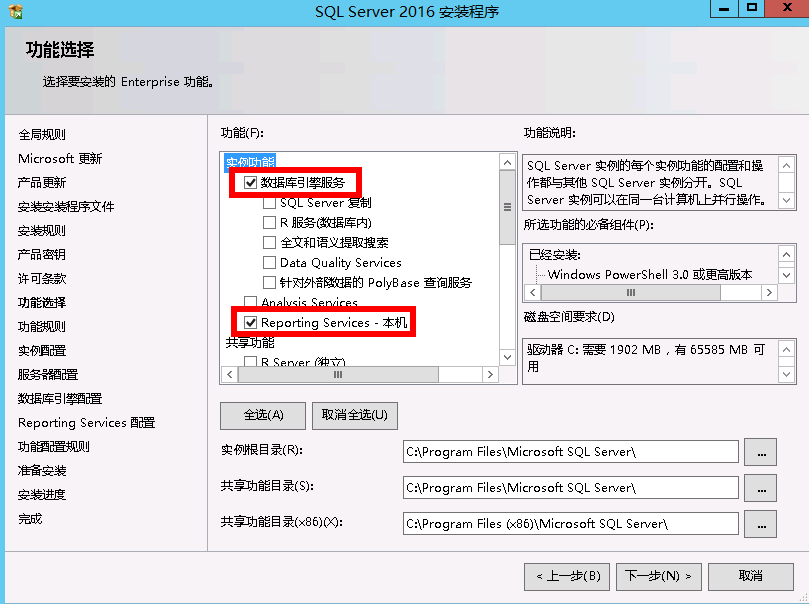 SQL Server 2016 安装程序
功能选择
选择要安装的 Enterprise 功能。
全局规则
Microsoft 更新
产品更新
安装安装程序文件
安装规则
产品密钥
许可条款
功能选择
功能规则
实例配置
服务器配置
数据库引擎配置
Reporting Services 配置
功能配置规则
准备安装
安装进度
完成
功能(F):
实例功能
数据库引擎服务
SQL Server 复制
R 服务(数据库内)
全文和语义提取搜索
Data Quality Services
针对外部数据的 PolyBase 查询服务
Analysis Services
Reporting Services - 本机
共享功能
R Server (独立)
功能说明:
SQL Server 实例的每个实例功能的配置和操
作都与其他 SQL Server 实例分开。SQL
Server 实例可以在同一台计算机上并行操作。
所选功能的必备组件(P):
已经安装:
Windows PowerShell 3.0 或更高版本
磁盘空间要求(D)
驱动器 C: 需要 1902 MB，有 65585 MB 可
用
全选(A)
取消全选(U)
实例根目录(R):
C:\Program Files\Microsoft SQL Server\
...
共享功能目录(S):
C:\Program Files\Microsoft SQL Server\
...
共享功能目录(x86)(X):
C:\Program Files (x86)\Microsoft SQL Server\
...
< 上一步(B)
下一步(N) >
取消